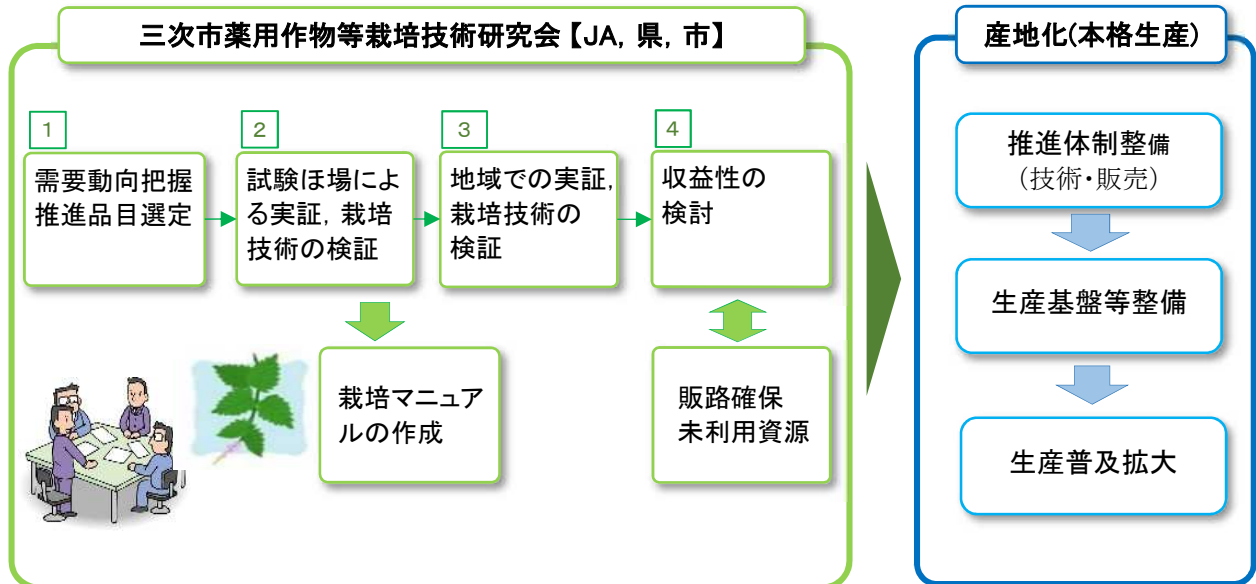 三次市薬用作物等栽培技術研究会【JA，県，市】
1
需要動向把握
推進品目選定
2
試験ほ場によ
る実証，栽培
技術の検証
3
地域での実証，
栽培技術の
検証
4
収益性の
検討
栽培マニュア
ルの作成
販路確保
未利用資源
産地化(本格生産)
推進体制整備
（技術・販売）
生産基盤等整備
生産普及拡大